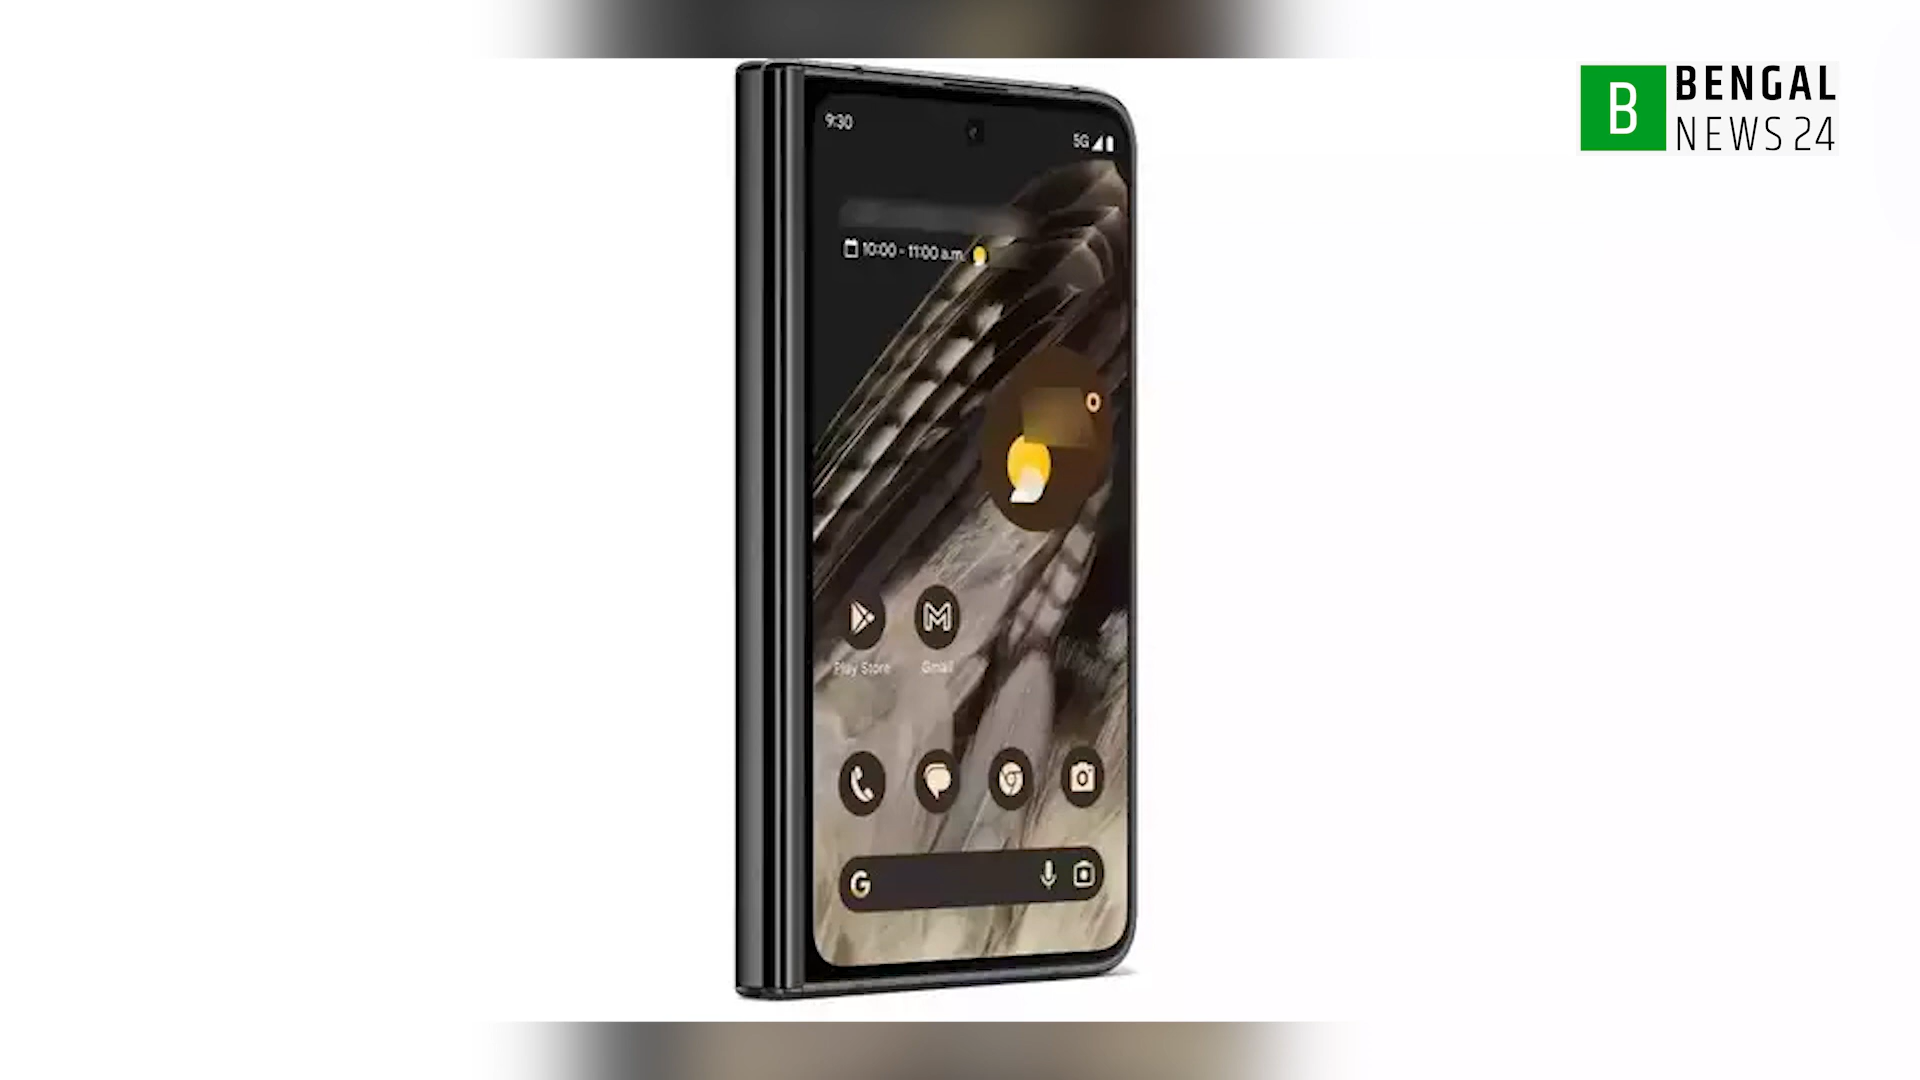 B BENGAL
NEWS 24
9:30
5G
10:00 - 11:00 a.m.
Play Store
Gmail
G